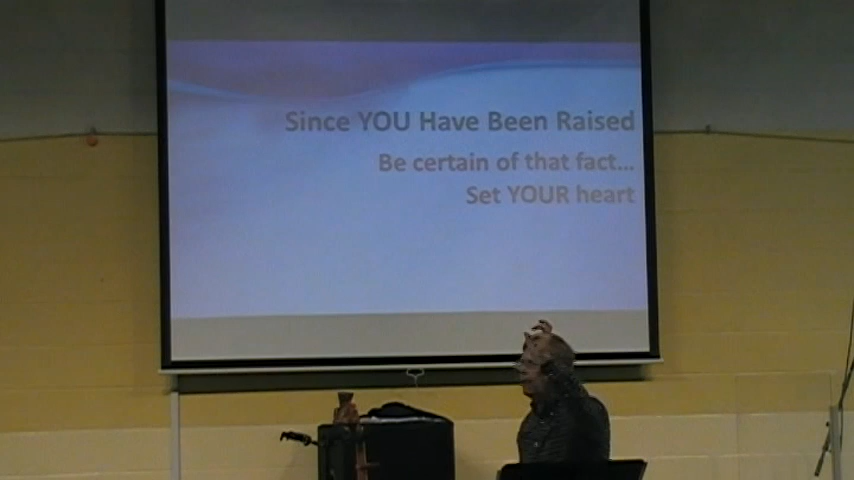 Since YOU Have Been Raised
Be certain of that fact...
Set YOUR heart